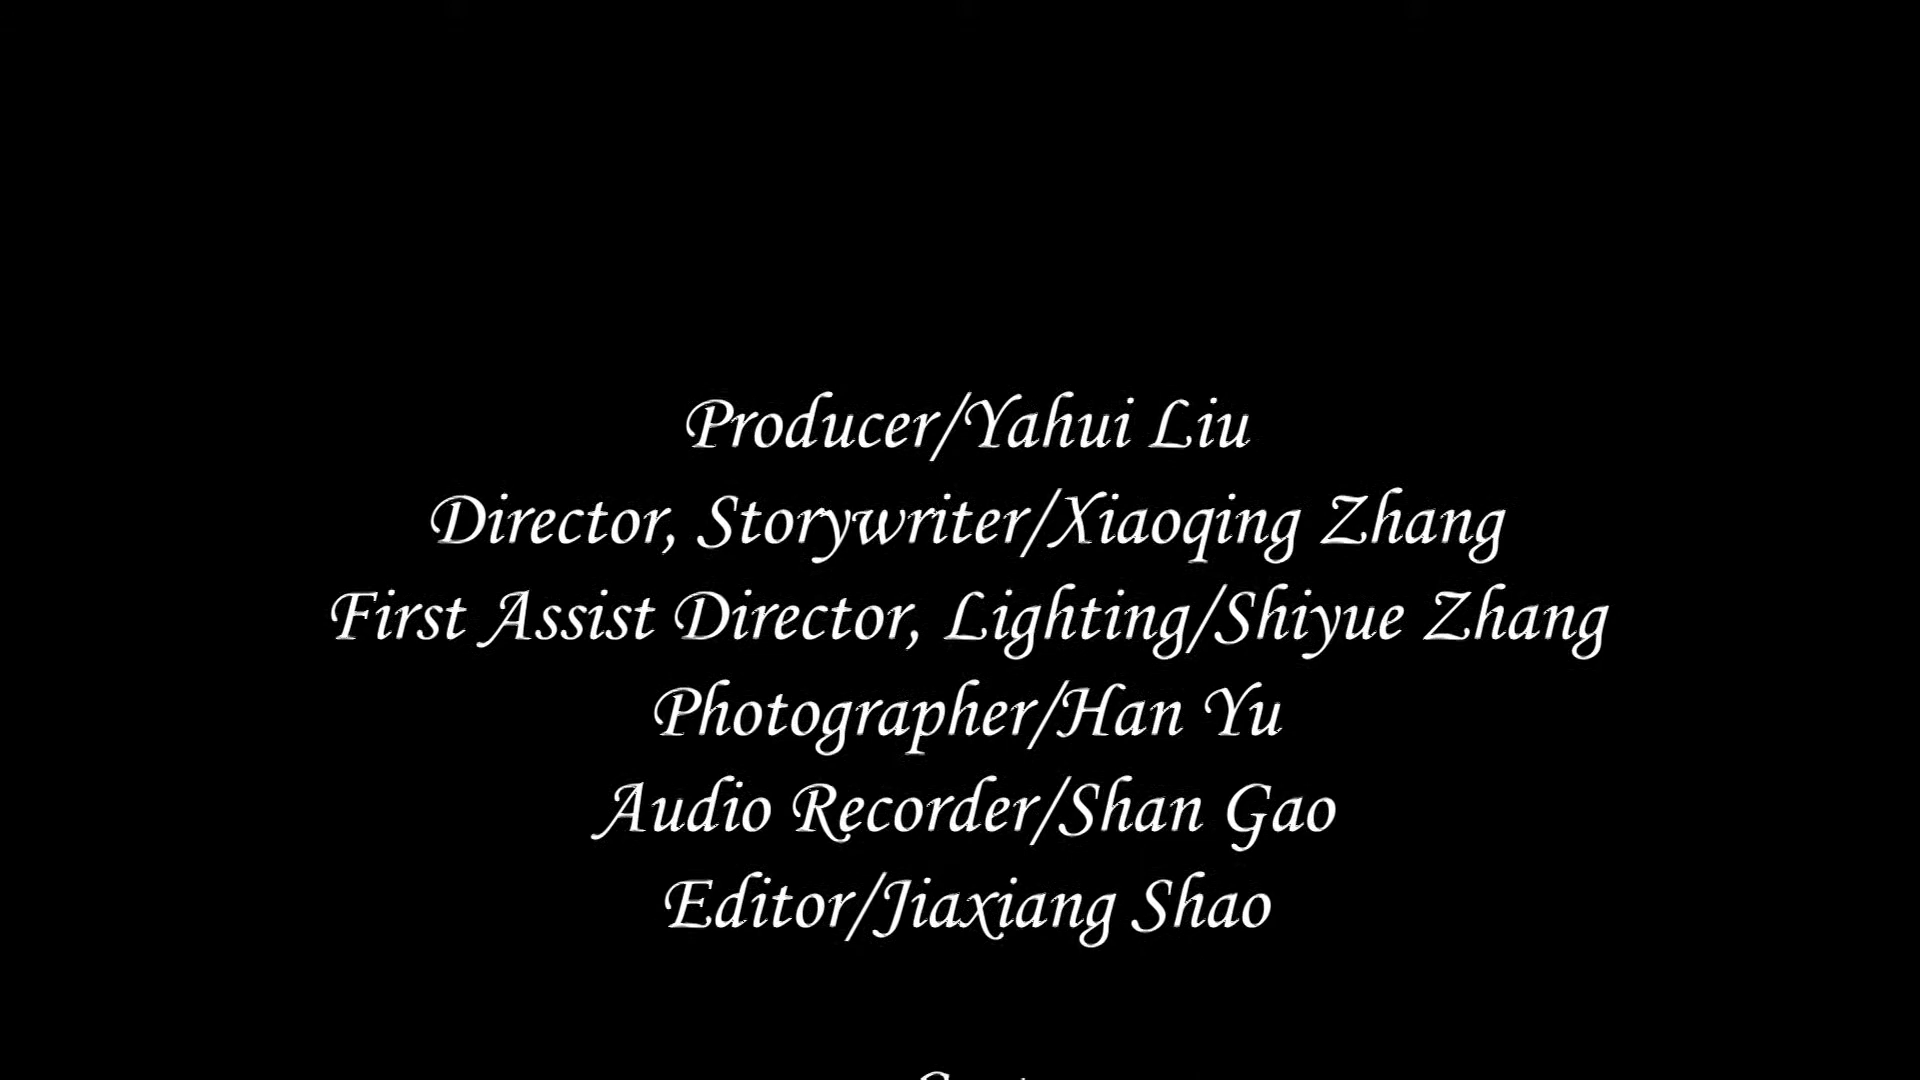 Producer/Yahui Liu
Director, Storywriter/Xiaoqing Zhang
First Assist Director, Lighting/Shiyue Zhang
Photographer/Han Yu
Audio Recorder/Shan Gao
Editor/Jiaxiang Shao